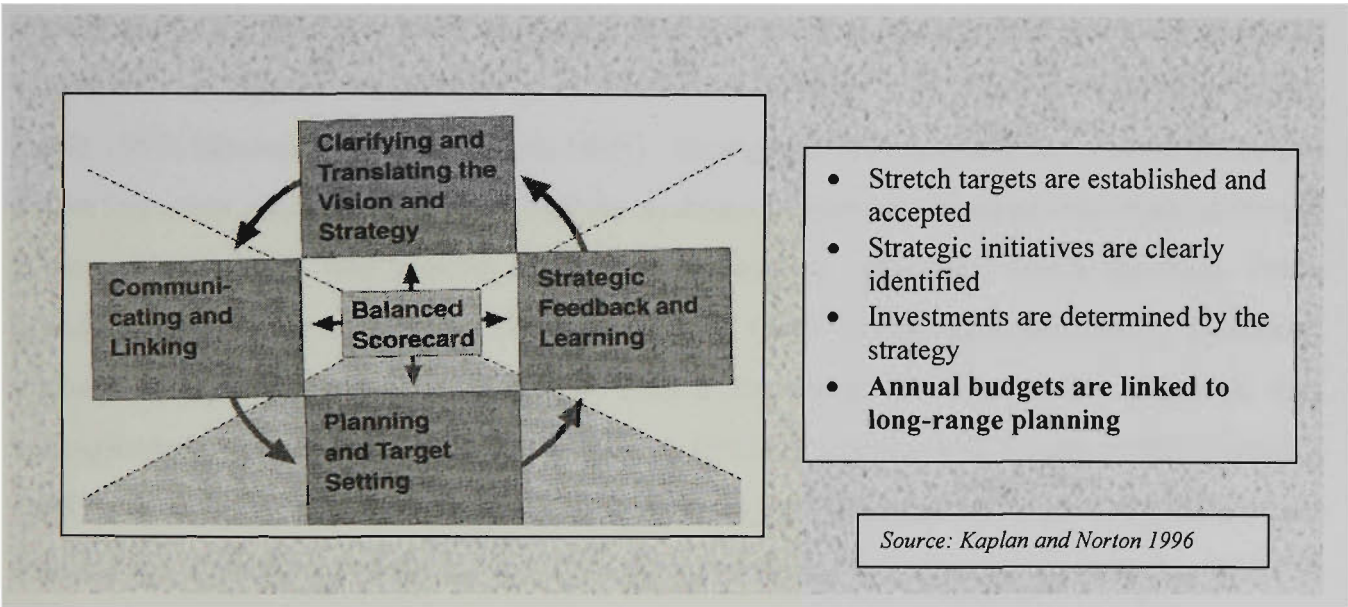 Clarifying and
Translating the
Vision and
Strategy
Communi-
cating and
Linking
Balanced
Scorecard
Strategic
Feedback and
Learning
Planning
and Target
Setting
• Stretch targets are established and
accepted
• Strategic initiatives are clearly
identified
• Investments are determined by the
strategy
• Annual budgets are linked to
long-range planning
Source: Kaplan and Norton 1996